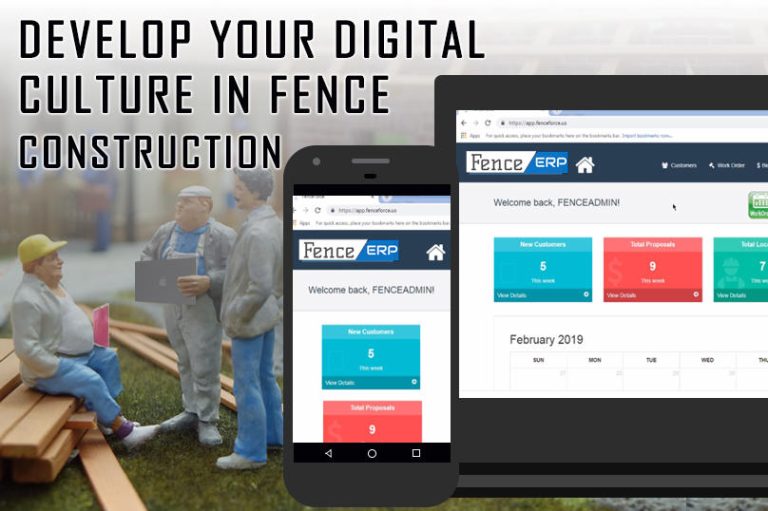 DEVELOP YOUR DIGITAL
CULTURE IN FENCE
CONSTRUCTION
https://app.fenceforce.us
Apps For quick access, place your bookmarks here on the bookmarks bar. Import bookmarks now...
Fence ERP
Customers Work Order $
Welcome back, FENCEADMIN!
New Customers
5
This week
View Details
Total Proposals
9
This week
View Details
Total Loc
7
View Details
February 2019
SUN MON TUE WED THU
https://app.fenceforce.us
Apps For quick access, place your bookmarks here on the bookmarks bar.
Fence ERP
Welcome back, FENCEADMIN!
New Customers
5
This week
View Details
Total Proposals
9